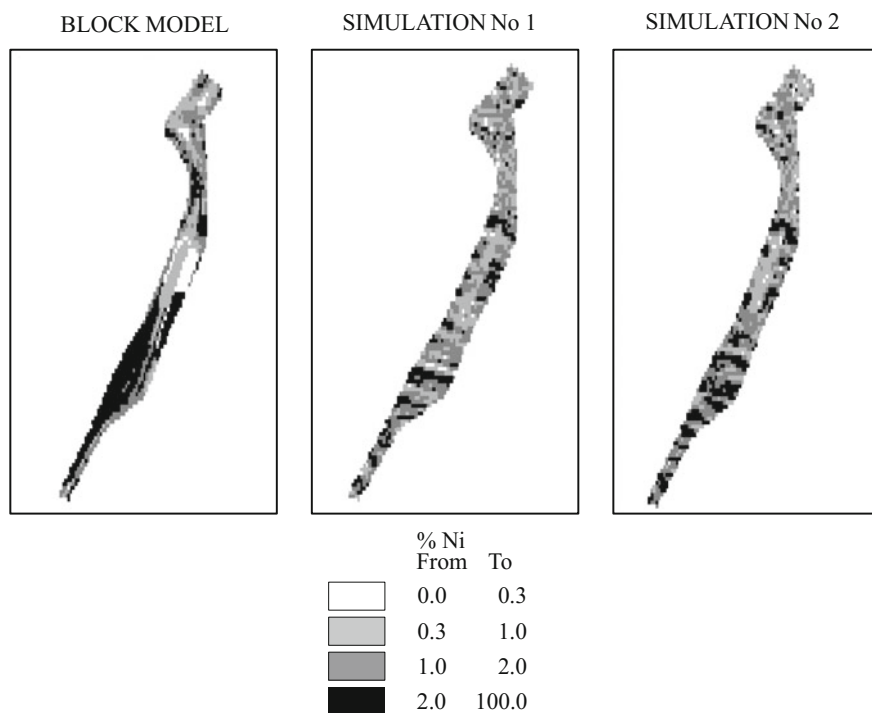 BLOCK MODEL
SIMULATION No 1
SIMULATION No 2
% Ni
From To
0.0 0.3
0.3 1.0
1.0 2.0
2.0 100.0